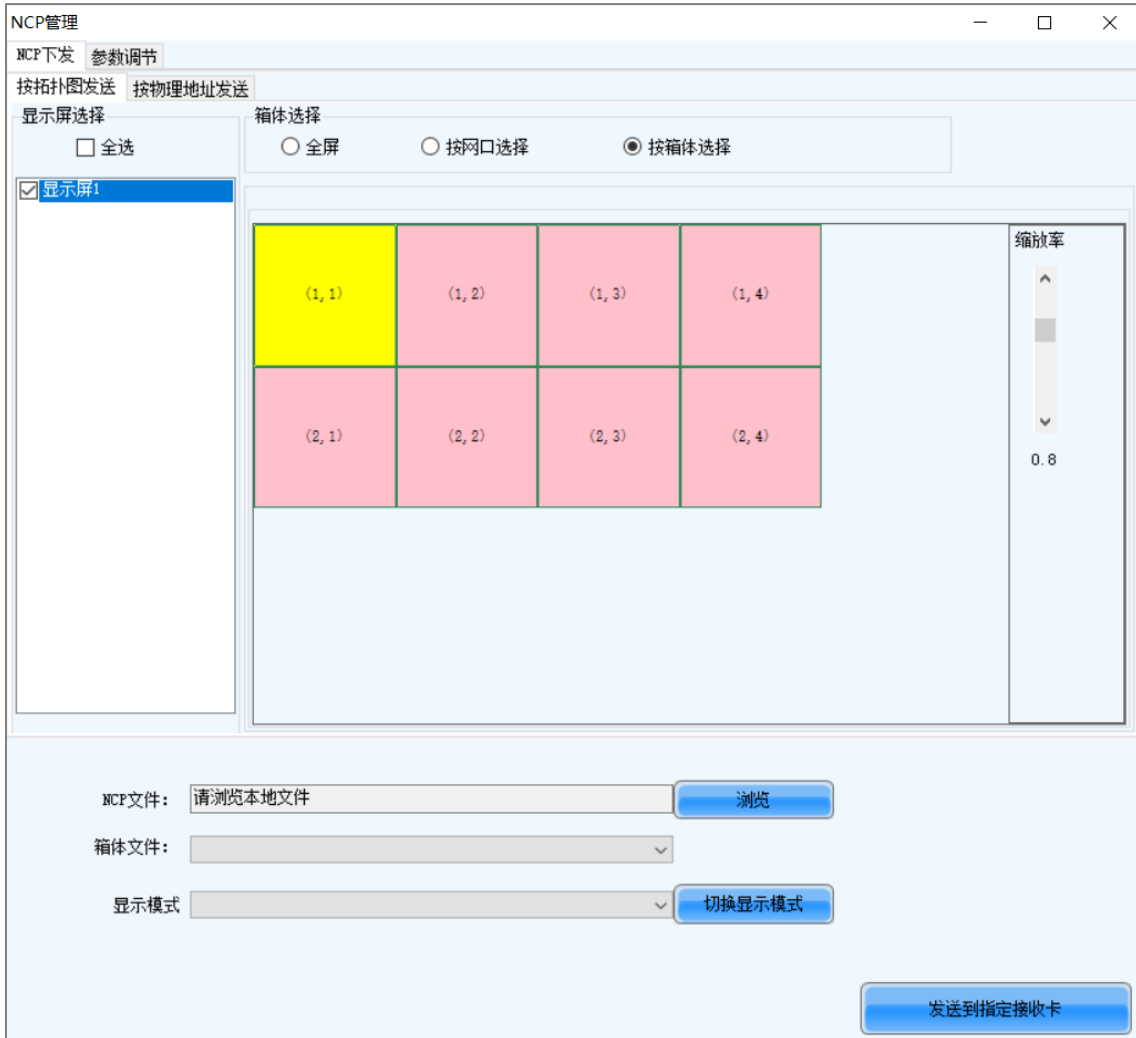 NCP管理
NCP下发 参数调节
按拓扑图发送 按物理地址发送
显示屏选择 箱体选择
全选 全屏 按网口选择 按箱体选择
显示屏1
缩放率
(1,1) (1,2) (1,3) (1,4)
(2,1) (2,2) (2,3) (2,4)
0.8
NCP文件: 请浏览本地文件 浏览
箱体文件:
显示模式 切换显示模式
发送到指定接收卡